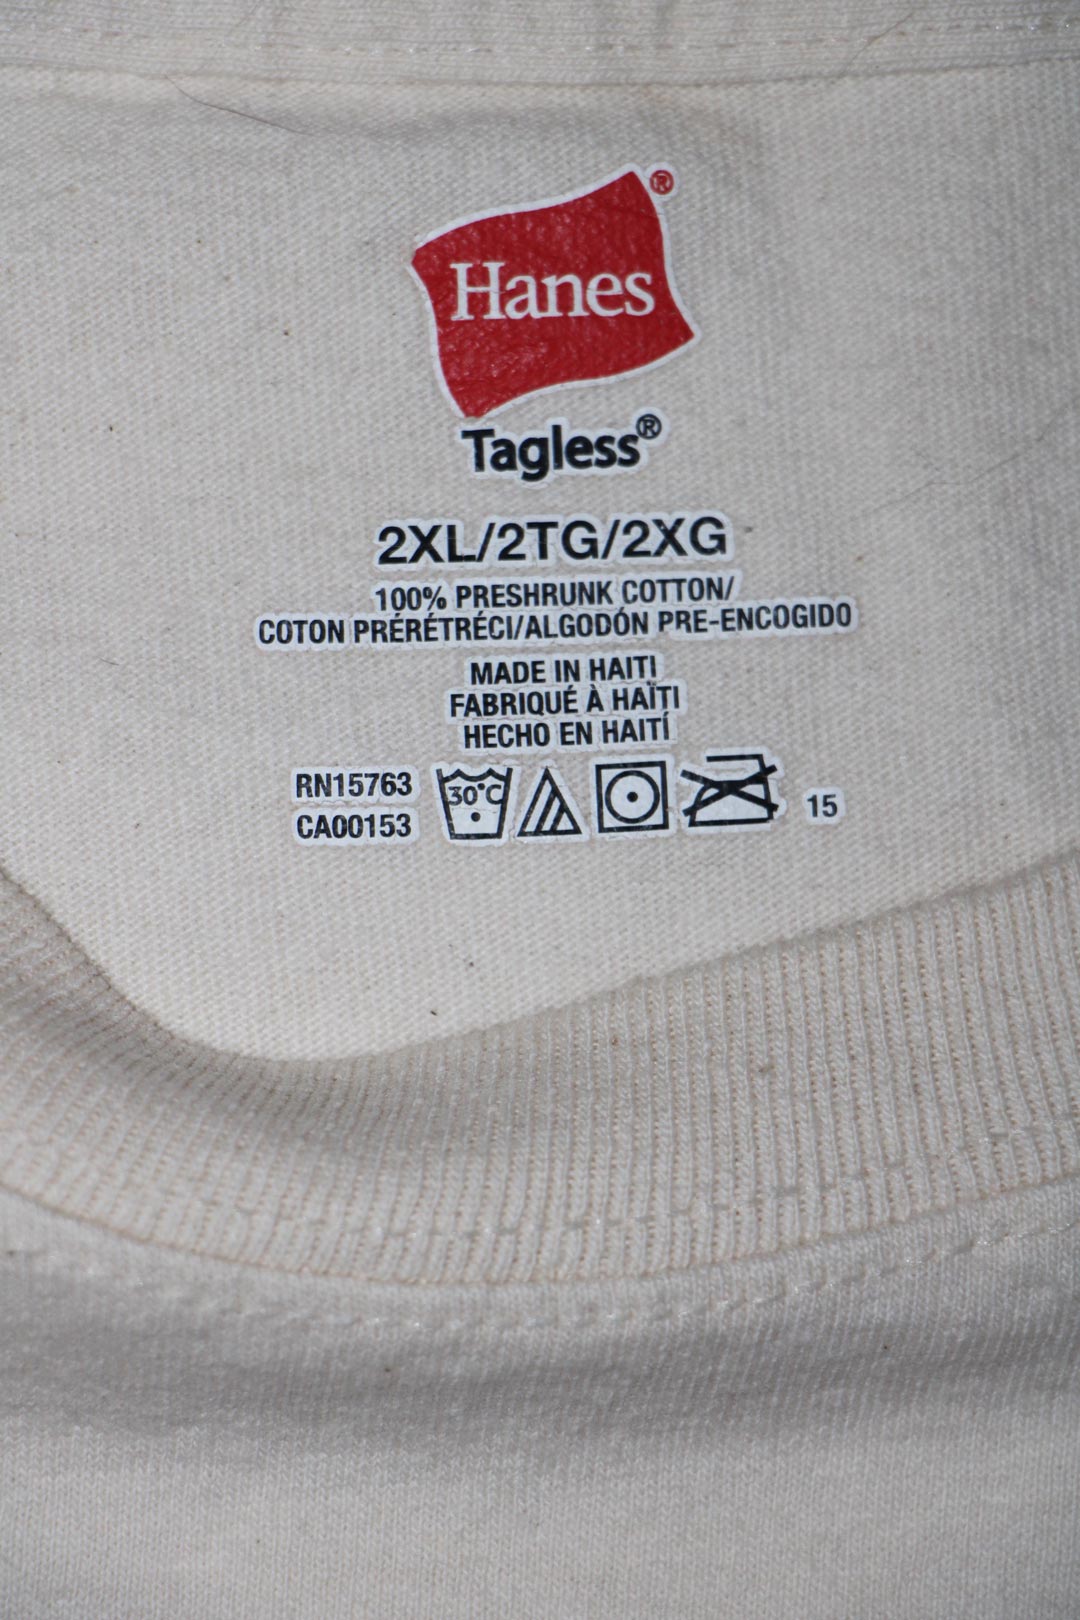 Hanes®
Tagless®
2XL/2TG/2XG
100% PRESHRUNK COTTON/
COTON PRÉRÉTRÉCI/ALGODÓN PRE-ENCOGIDO
MADE IN HAITI
FABRIQUÉ À HAÏTI
HECHO EN HAITÍ
RN15763
CA00153
30°C
15